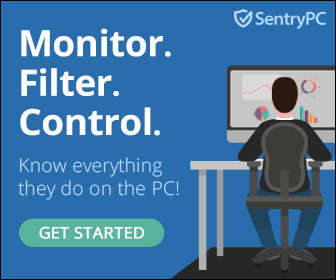 SentryPC
Monitor.
Filter.
Control.
Know everything
they do on the PC!
GET STARTED